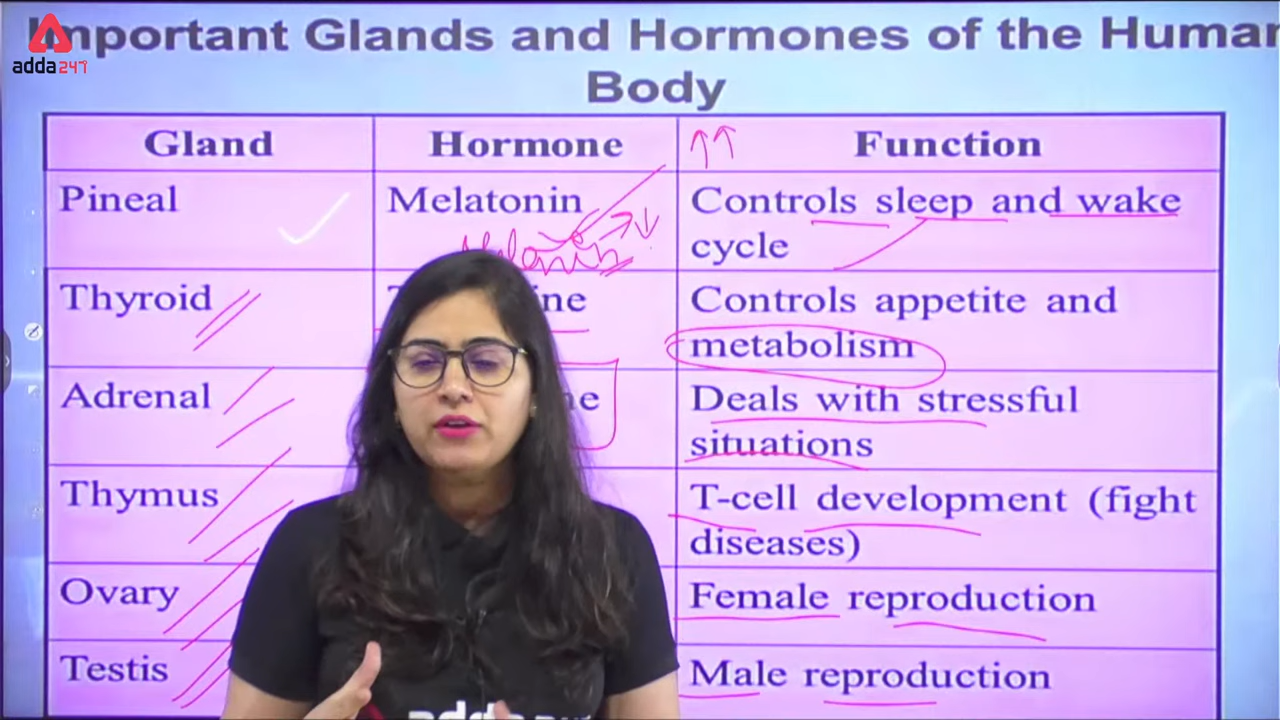 Important Glands and Hormones of the Human
Body
adda247
Gland
Hormone
Function
Pineal
Melatonin
Controls sleep and wake
cycle
Thyroid
Controls appetite and
metabolism
Adrenal
Deals with stressful
situations
Thymus
T-cell development (fight
diseases)
Ovary
Female reproduction
Testis
Male reproduction